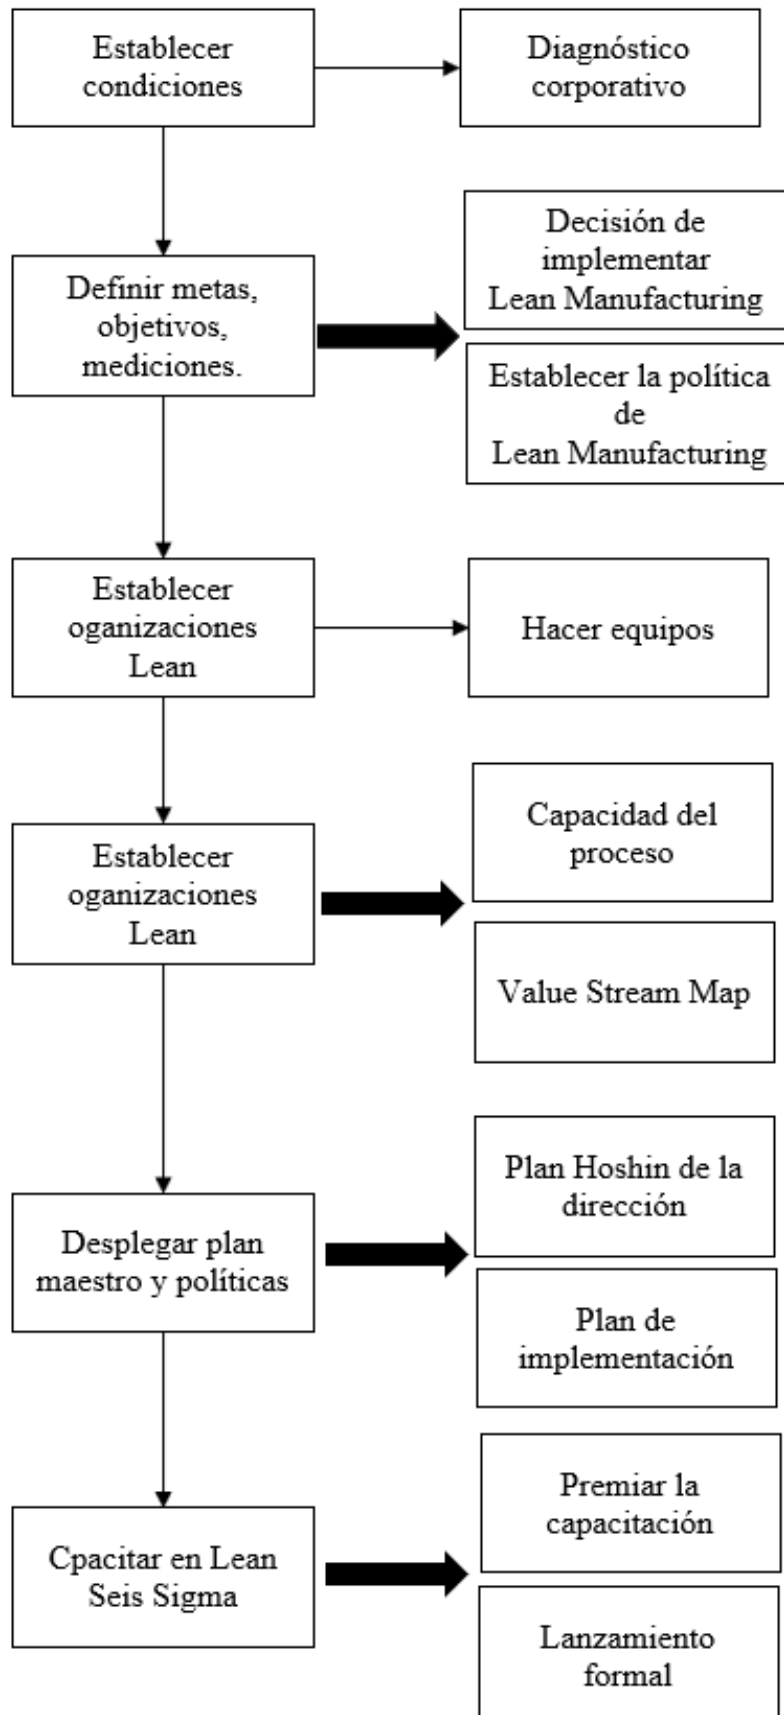 Establecer
condiciones
Diagnóstico
corporativo
Definir metas,
objetivos,
mediciones.
Decisión de
implementar
Lean Manufacturing
Establecer la política
de
Lean Manufacturing
Establecer
oganizaciones
Lean
Hacer equipos
Establecer
oganizaciones
Lean
Capacidad del
proceso
Value Stream Map
Desplegar plan
maestro y políticas
Plan Hoshin de la
dirección
Plan de
implementación
Cpacitar en Lean
Seis Sigma
Premiar la
capacitación
Lanzamiento
formal